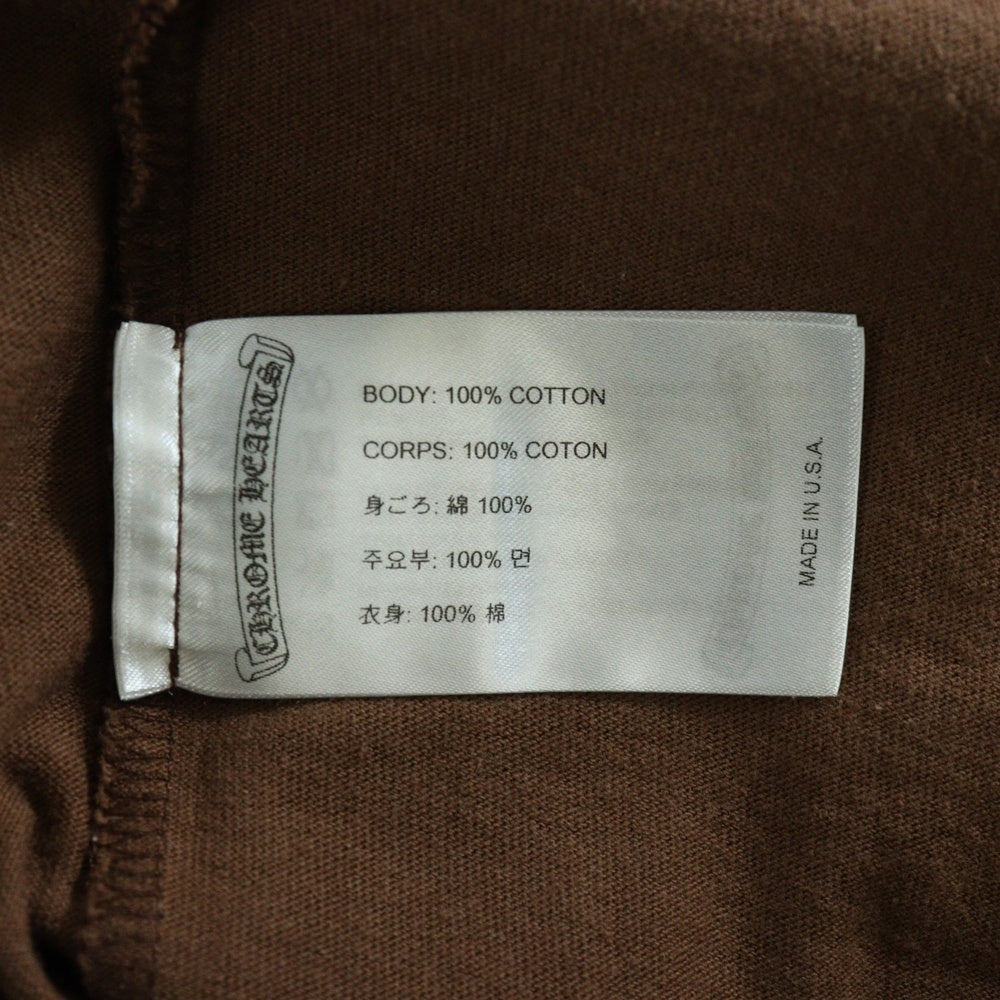 CHROME HEARTS
BODY: 100% COTTON
CORPS: 100% COTON
身ごろ: 綿 100%
주요부: 100% 면
衣身: 100% 棉
MADE IN U.S.A.